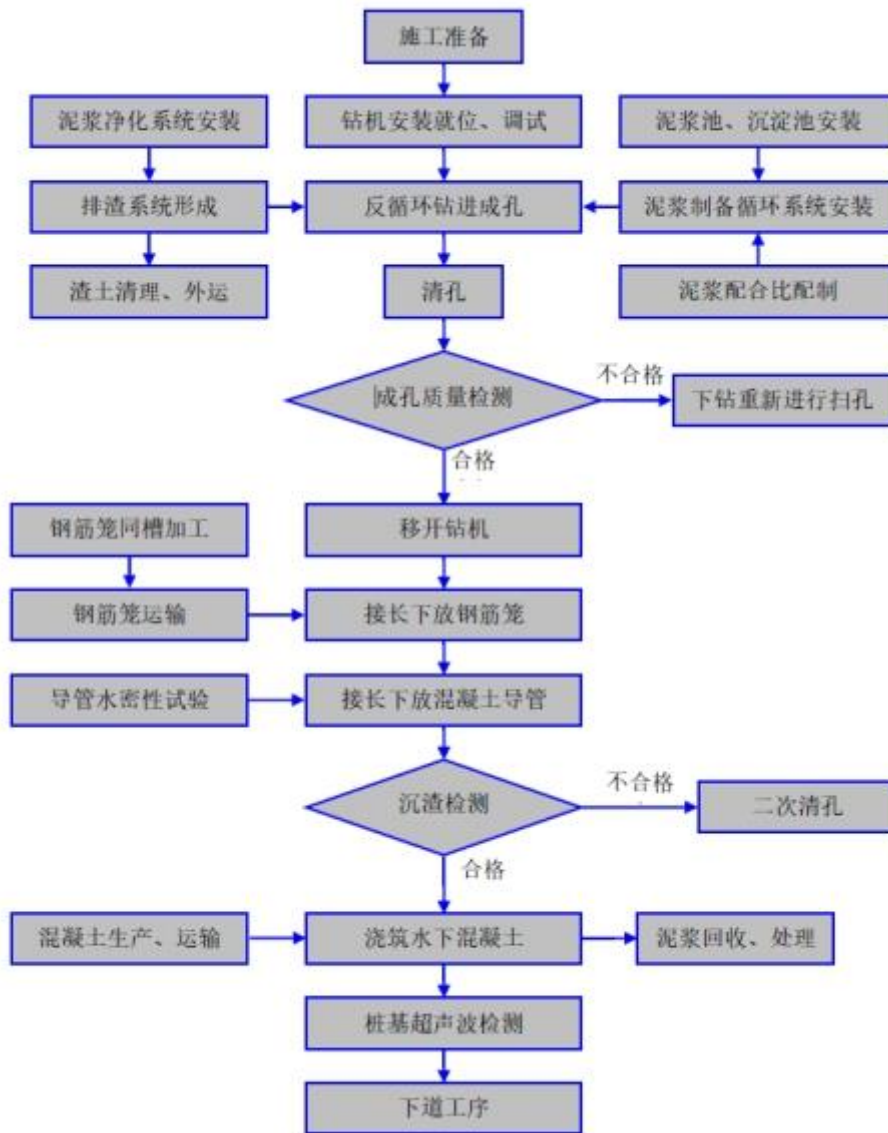 施工准备
泥浆净化系统安装
钻机安装就位、调试
泥浆池、沉淀池安装
排渣系统形成
反循环钻进成孔
泥浆制备循环系统安装
渣土清理、外运
清孔
泥浆配合比配制
成孔质量检测
不合格
下钻重新进行扫孔
合格
钢筋笼同槽加工
移开钻机
钢筋笼运输
接长下放钢筋笼
导管水密性试验
接长下放混凝土导管
沉渣检测
不合格
二次清孔
合格
混凝土生产、运输
浇筑水下混凝土
泥浆回收、处理
桩基超声波检测
下道工序